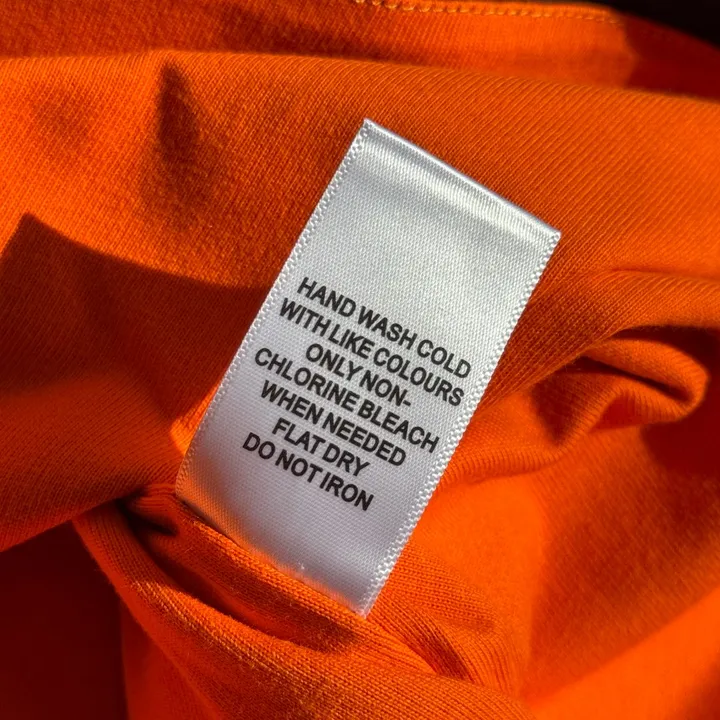 HAND WASH COLD
WITH LIKE COLOURS
ONLY NON-
CHLORINE BLEACH
WHEN NEEDED
FLAT DRY
DO NOT IRON